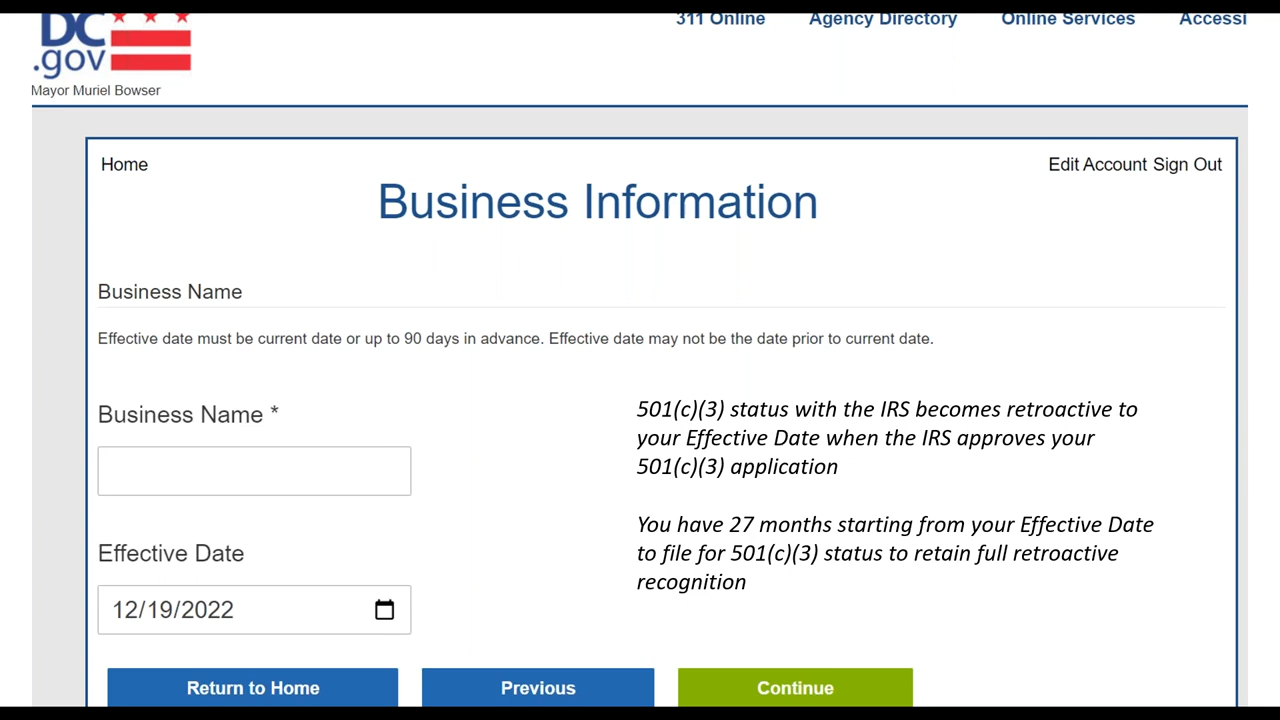 DC
.gov
Mayor Muriel Bowser
311 Online Agency Directory Online Services Accessi
Home Edit Account Sign Out
Business Information
Business Name
Effective date must be current date or up to 90 days in advance. Effective date may not be the date prior to current date.
Business Name *
501(c)(3) status with the IRS becomes retroactive to
your Effective Date when the IRS approves your
501(c)(3) application
You have 27 months starting from your Effective Date
to file for 501(c)(3) status to retain full retroactive
recognition
Effective Date
12/19/2022
Return to Home Previous Continue